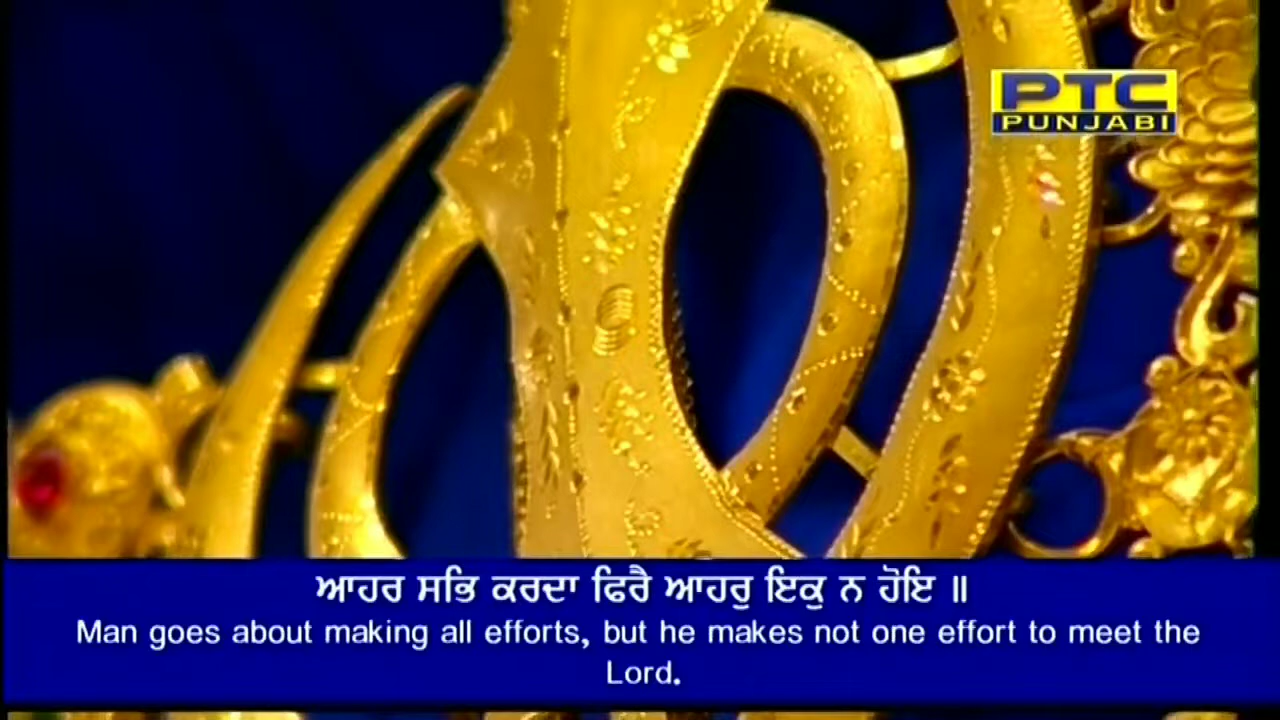 PTC
PUNJABI
ਆਹਰ ਸਭਿ ਕਰਦਾ ਫਿਰੈ ਆਹਰੁ ਇਕੁ ਨ ਹੋਇ ॥
Man goes about making all efforts, but he makes not one effort to meet the
Lord.